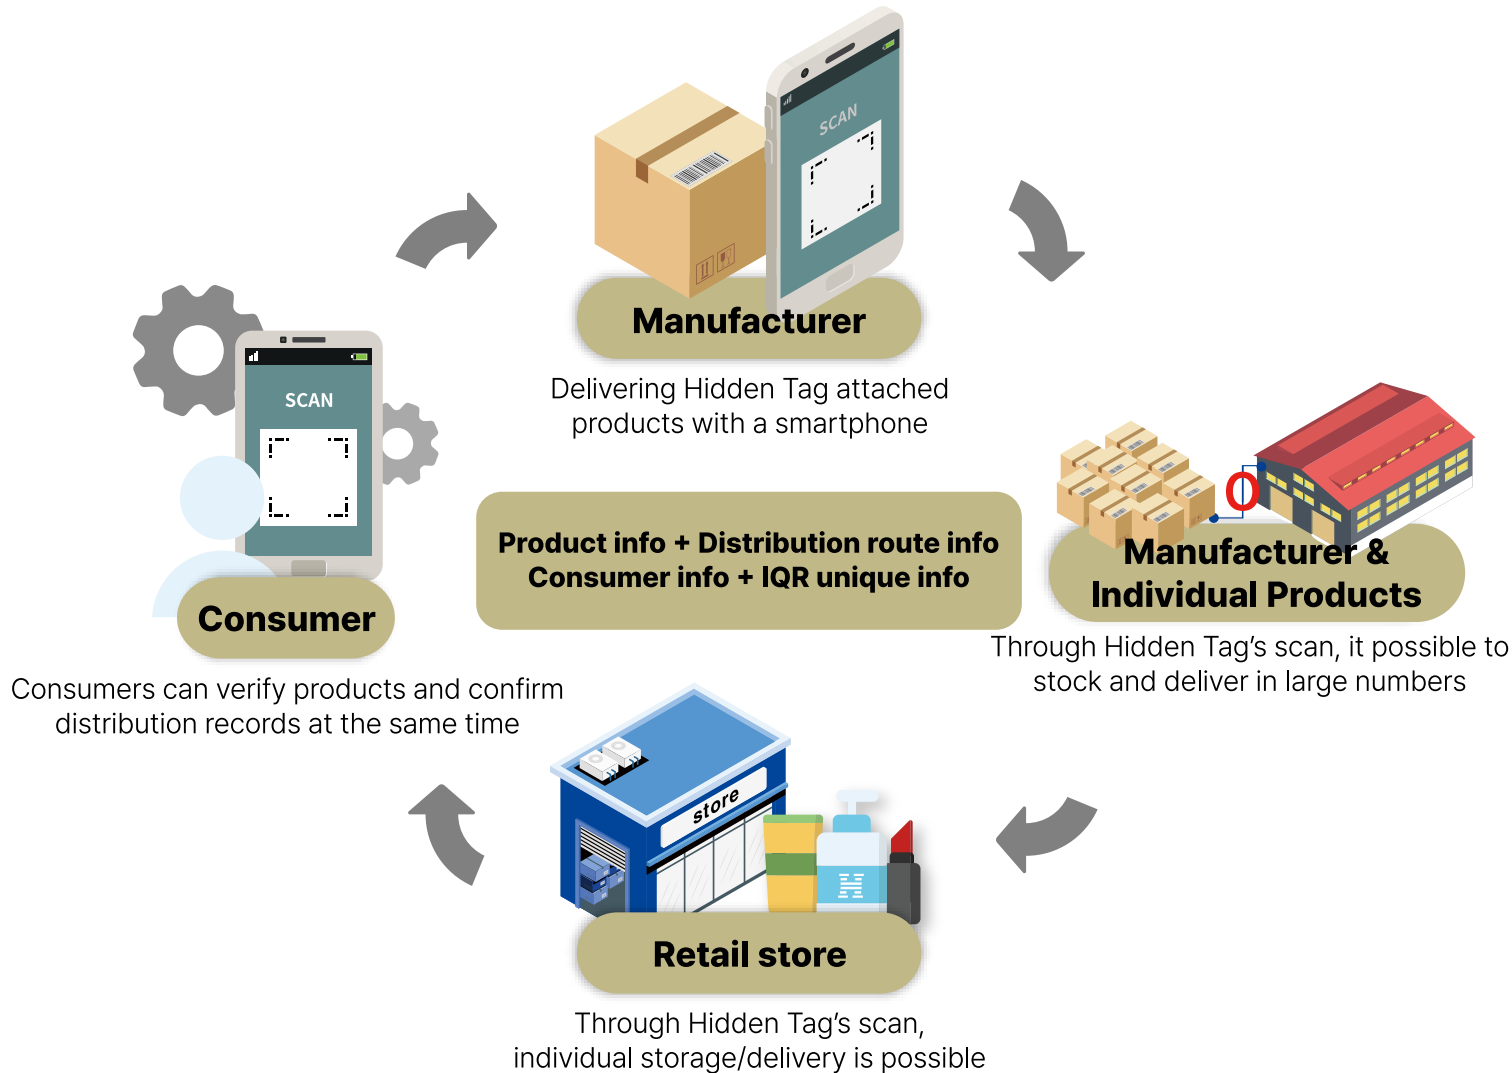 SCAN
Manufacturer
Delivering Hidden Tag attached
products with a smartphone
SCAN
Consumer
Consumers can verify products and confirm
distribution records at the same time
Product info + Distribution route info
Consumer info + IQR unique info
O
Manufacturer &
Individual Products
Through Hidden Tag’s scan, it possible to
stock and deliver in large numbers
store
H
Retail store
Through Hidden Tag’s scan,
individual storage/delivery is possible